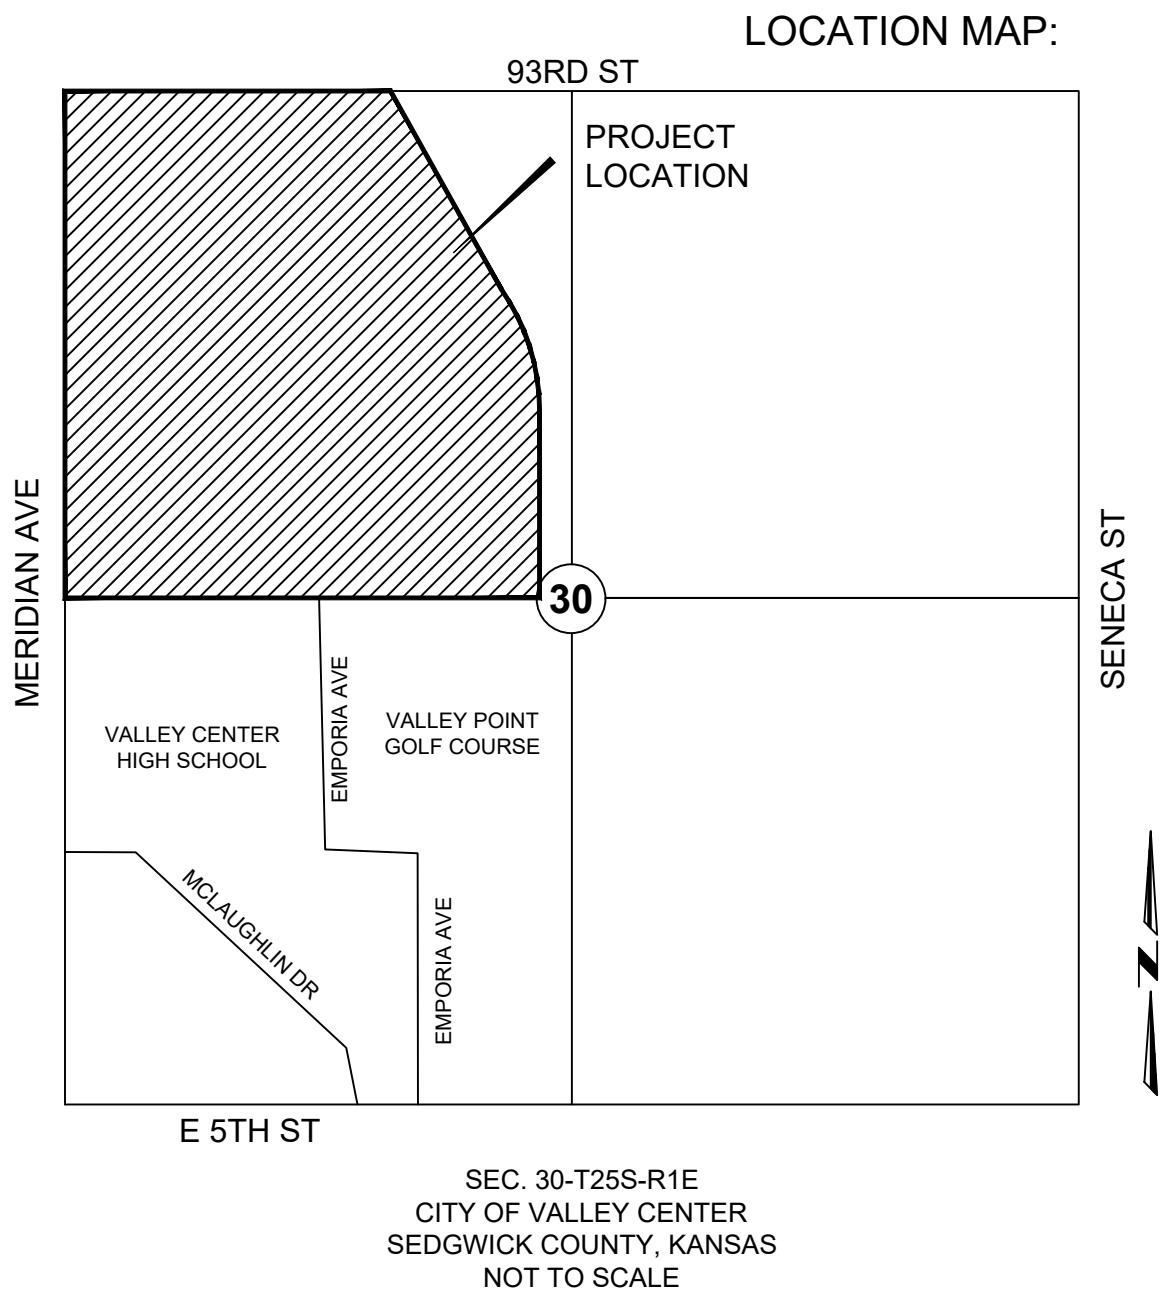 LOCATION MAP:
93RD ST
PROJECT
LOCATION
MERIDIAN AVE
SENECA ST
30
EMPORIA AVE
VALLEY CENTER
HIGH SCHOOL
VALLEY POINT
GOLF COURSE
MCLAUGHLIN DR
EMPORIA AVE
N
E 5TH ST
SEC. 30-T25S-R1E
CITY OF VALLEY CENTER
SEDGWICK COUNTY, KANSAS
NOT TO SCALE